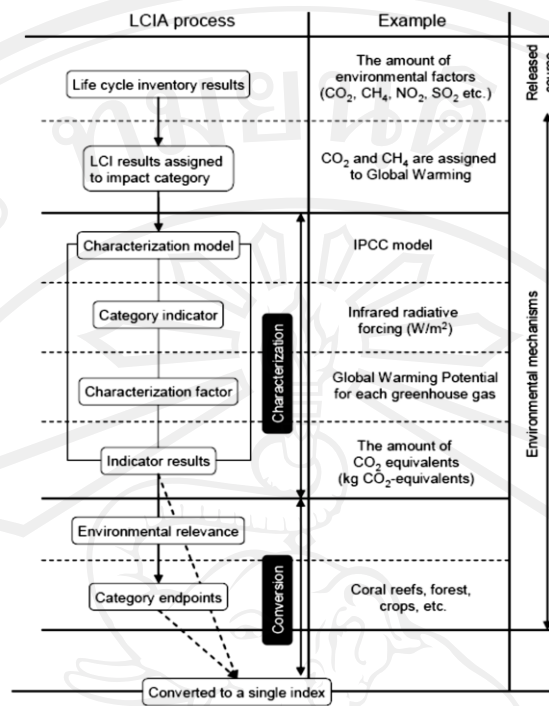 LCIA process
Example
Life cycle inventory results
The amount of
environmental factors
(CO₂, CH₄, NO₂, SO₂ etc.)
Released
LCI results assigned
to impact category
CO₂ and CH₄ are assigned
to Global Warming
Characterization model
IPCC model
Category indicator
Infrared radiative
forcing (W/m²)
Characterization factor
Global Warming Potential
for each greenhouse gas
Indicator results
The amount of
CO₂ equivalents
(kg CO₂-equivalents)
Characterization
Environmental mechanisms
Environmental relevance
Category endpoints
Coral reefs, forest,
crops, etc.
Conversion
Converted to a single index